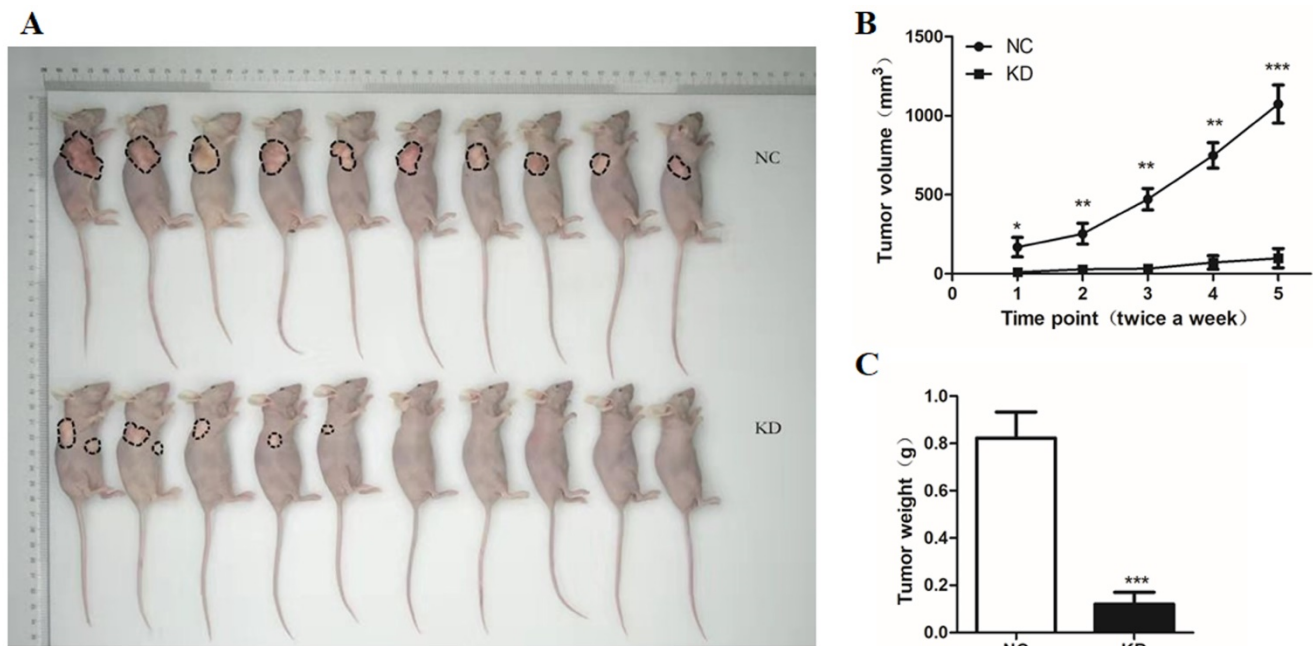 A
NC
KD
B
1500
1000
500
0
Tumor volume (mm³)
NC
KD
*
**
**
**
***
0 1 2 3 4 5
Time point (twice a week)
C
1.0
0.8
0.6
0.4
0.2
0.0
Tumor weight (g)
***